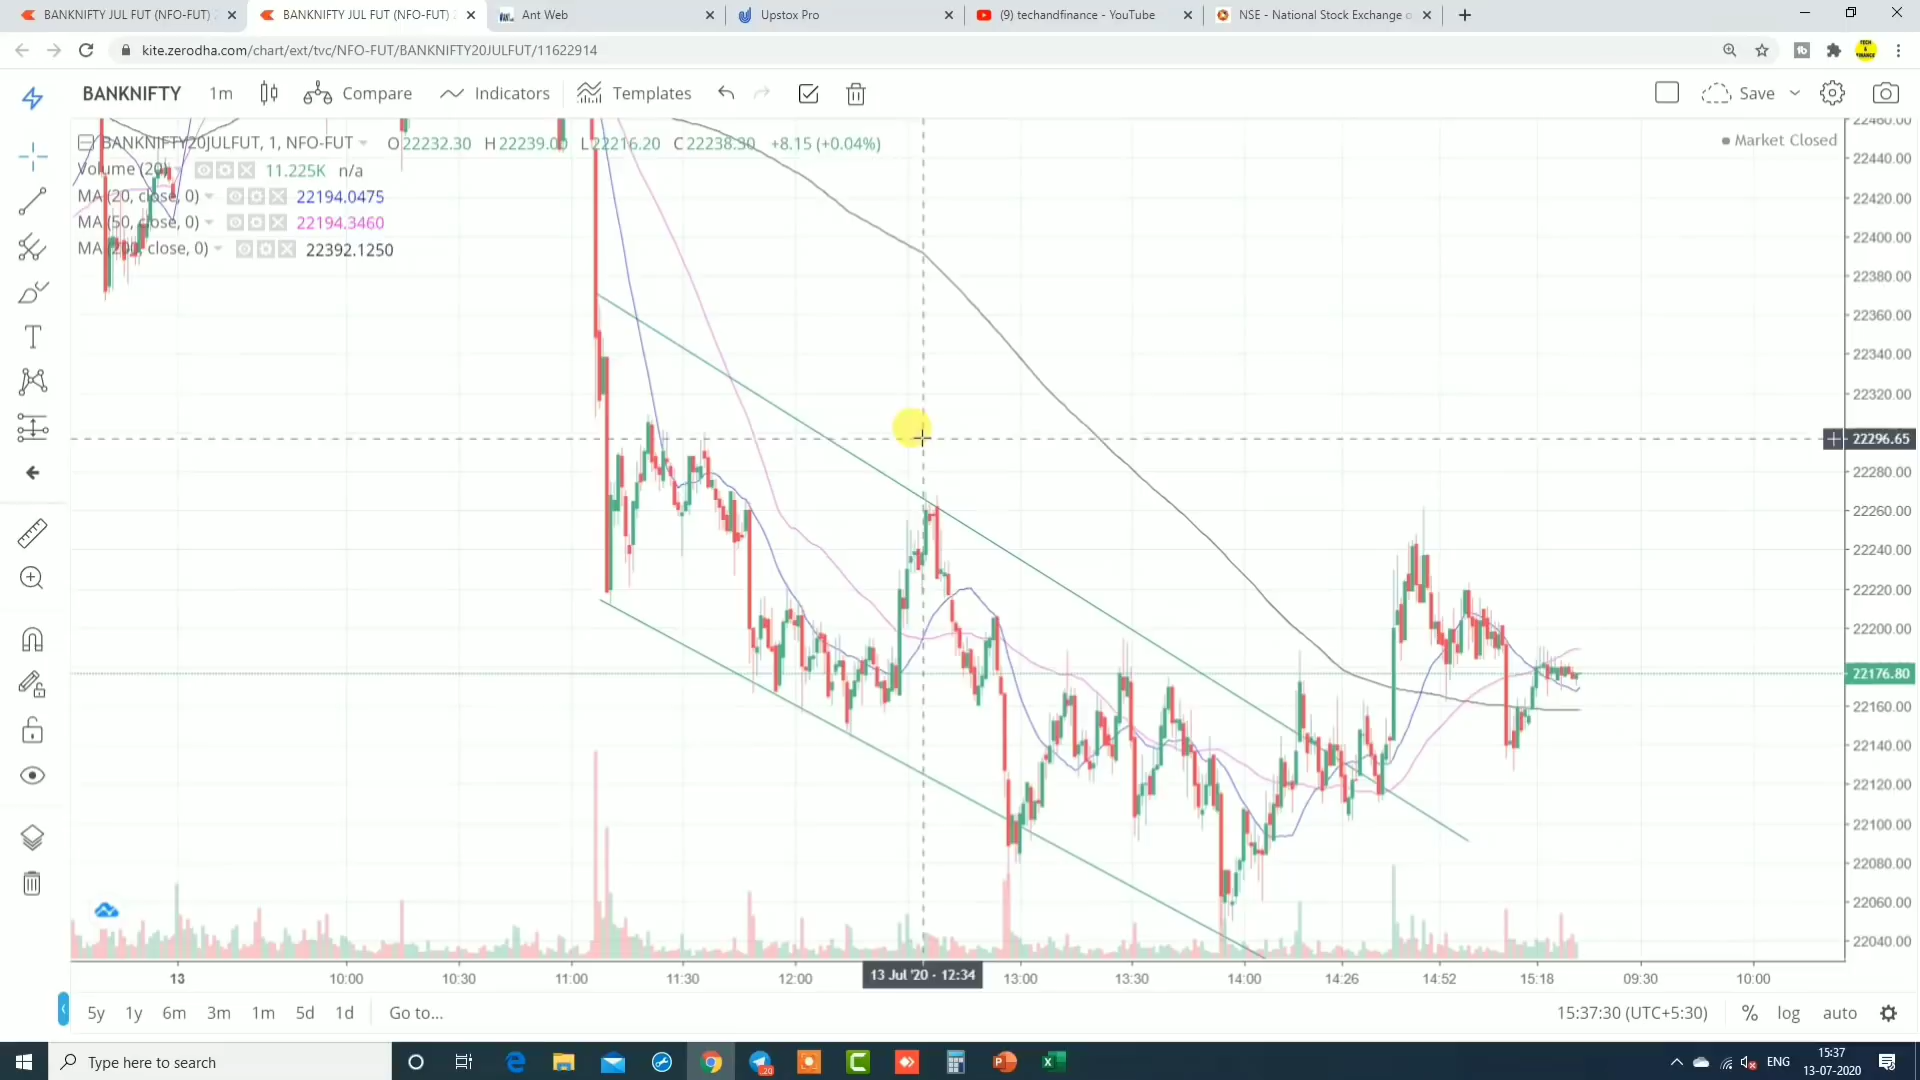 BANKNIFTY JUL FUT (NFO-FUT)
BANKNIFTY JUL FUT (NFO-FUT)
Ant Web
Upstox Pro
(9) techandfinance - YouTube
NSE - National Stock Exchange o
kite.zerodha.com/chart/ext/tvc/NFO-FUT/BANKNIFTY20JULFUT/11622914
BANKNIFTY 1m Compare Indicators Templates Save
BANKNIFTY20JULFUT, 1, NFO-FUT O22232.30 H22239.00 L22216.20 C22238.30 +8.15 (+0.04%)
Market Closed
Volume (20) 11.225K n/a
MA (20, close, 0) 22194.0475
MA (50, close, 0) 22194.3460
MA (200, close, 0) 22392.1250
22460.00
22440.00
22420.00
22400.00
22380.00
22360.00
22340.00
22320.00
22296.65
22280.00
22260.00
22240.00
22220.00
22200.00
22176.80
22160.00
22140.00
22120.00
22100.00
22080.00
22060.00
22040.00
13 10:00 10:30 11:00 11:30 12:00 13 Jul '20 - 12:34 13:00 13:30 14:00 14:26 14:52 15:18 09:30 10:00
5y 1y 6m 3m 1m 5d 1d Go to... 15:37:30 (UTC+5:30) % log auto
Type here to search
20
ENG
15:37
13-07-2020